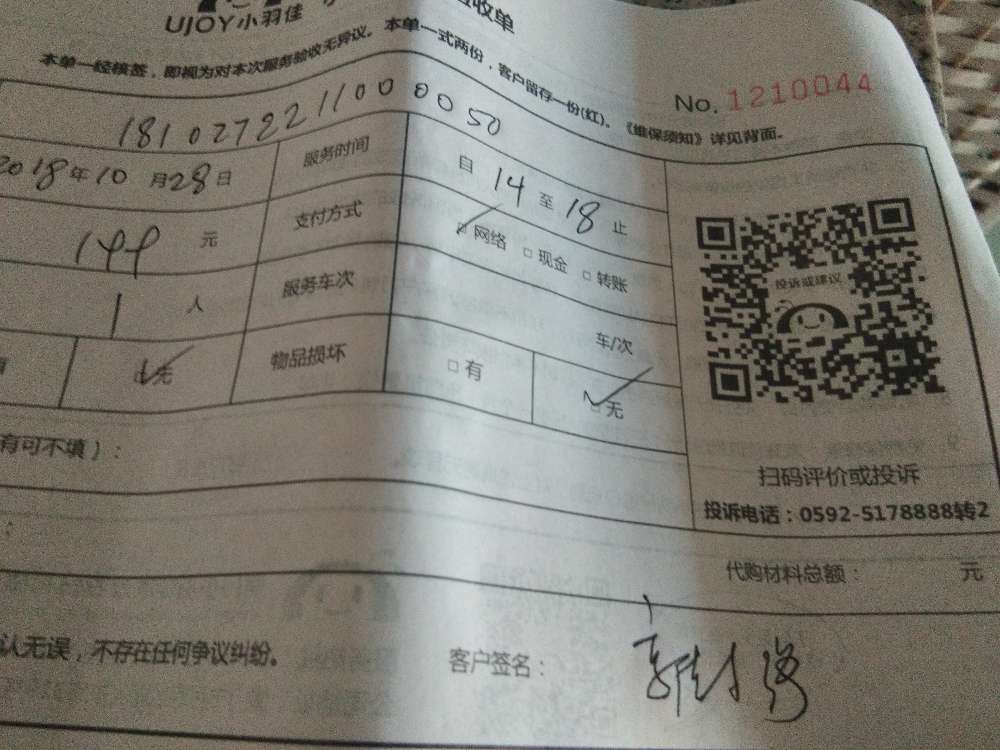 UJOY小羽佳
收单
本单一经核签，即视为对本次服务验收无异议。本单一式两份，客户留存一份(红)。《维保须知》详见背面。
No. 1210044
181027221100 0050
2018年10月28日 服务时间 自 14 至 18 止
199 元 支付方式 网络 现金 转账
1 人 服务车次 车/次
无 物品损坏 有 无
投诉或建议
有可不填）：
扫码评价或投诉
投诉电话：0592-5178888转2
代购材料总额： 元
认无误，不存在任何争议纠纷。
客户签名：